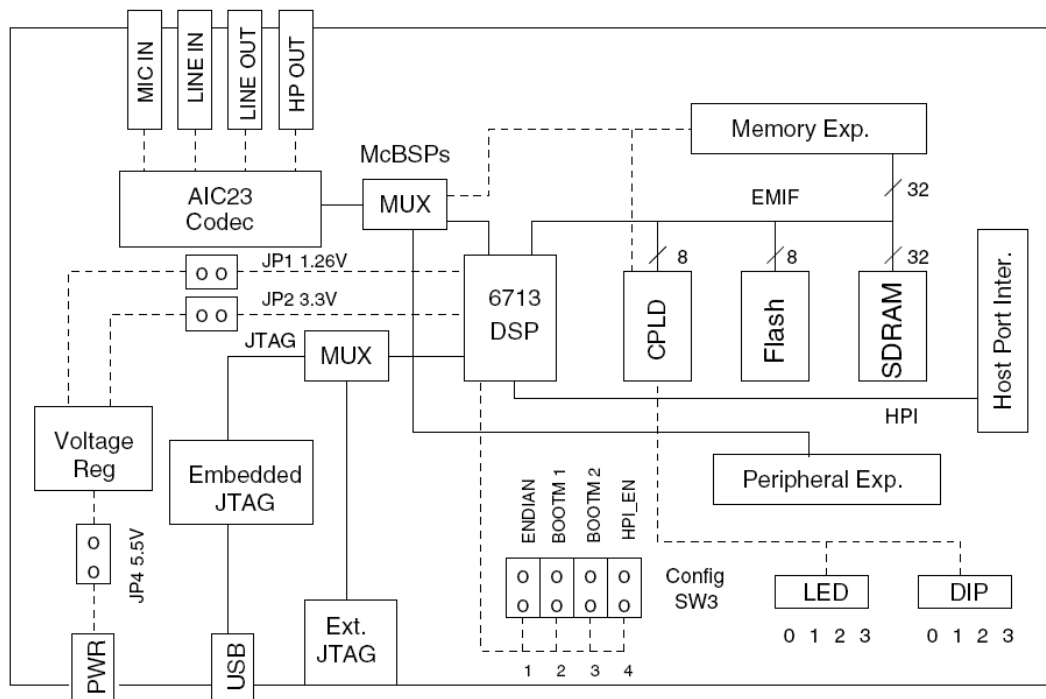 MIC IN
LINE IN
LINE OUT
HP OUT
McBSPs
Memory Exp.
AIC23
Codec
MUX
EMIF
32
JP1 1.26V
8
8
32
JP2 3.3V
6713
DSP
CPLD
Flash
SDRAM
Host Port Inter.
JTAG
MUX
HPI
Voltage
Reg
Embedded
JTAG
Peripheral Exp.
ENDIAN
BOOTM 1
BOOTM 2
HPI_EN
JP4 5.5V
Config
SW3
LED
DIP
Ext.
JTAG
0 1 2 3
0 1 2 3
PWR
USB
1 2 3 4